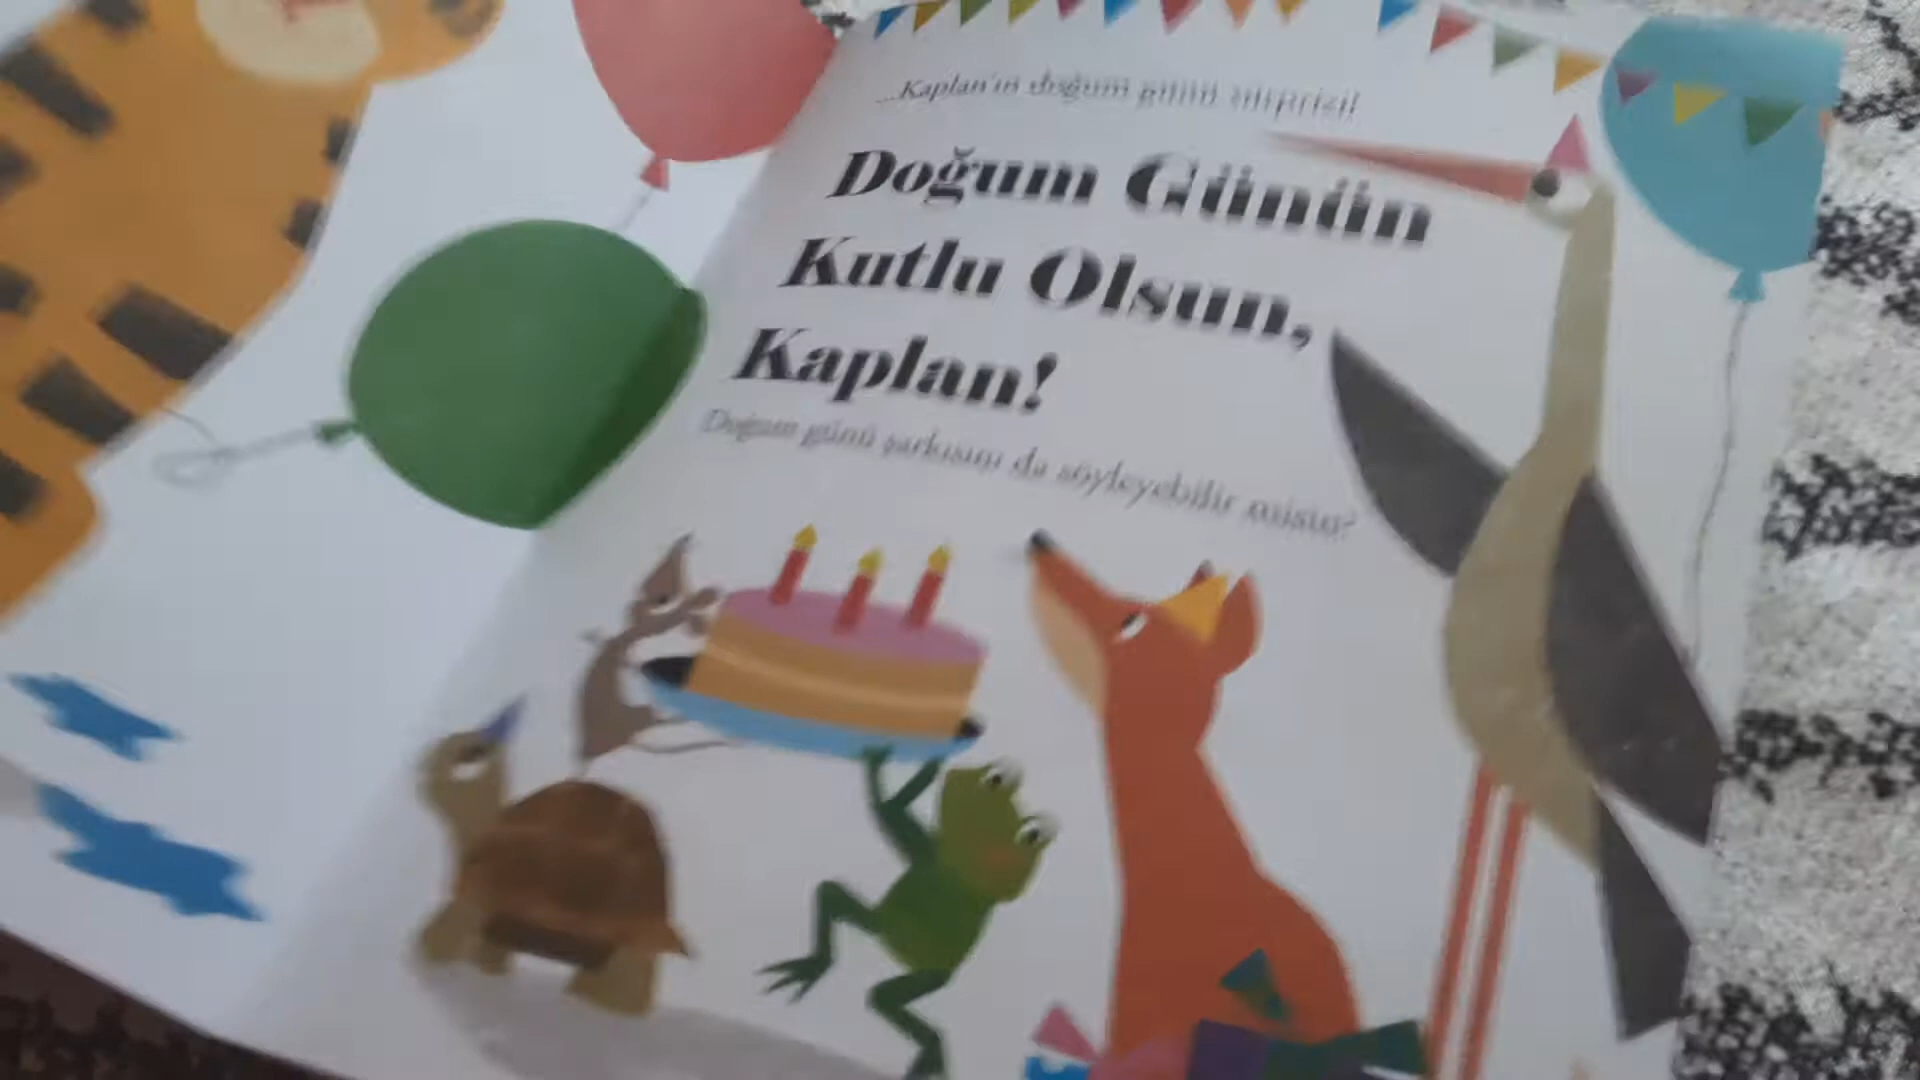 ...Kaplan'ın doğum günü sürprizi!
Doğum Günün
Kutlu Olsun,
Kaplan!
Doğum günü şarkısını da söyleyebilir misin?